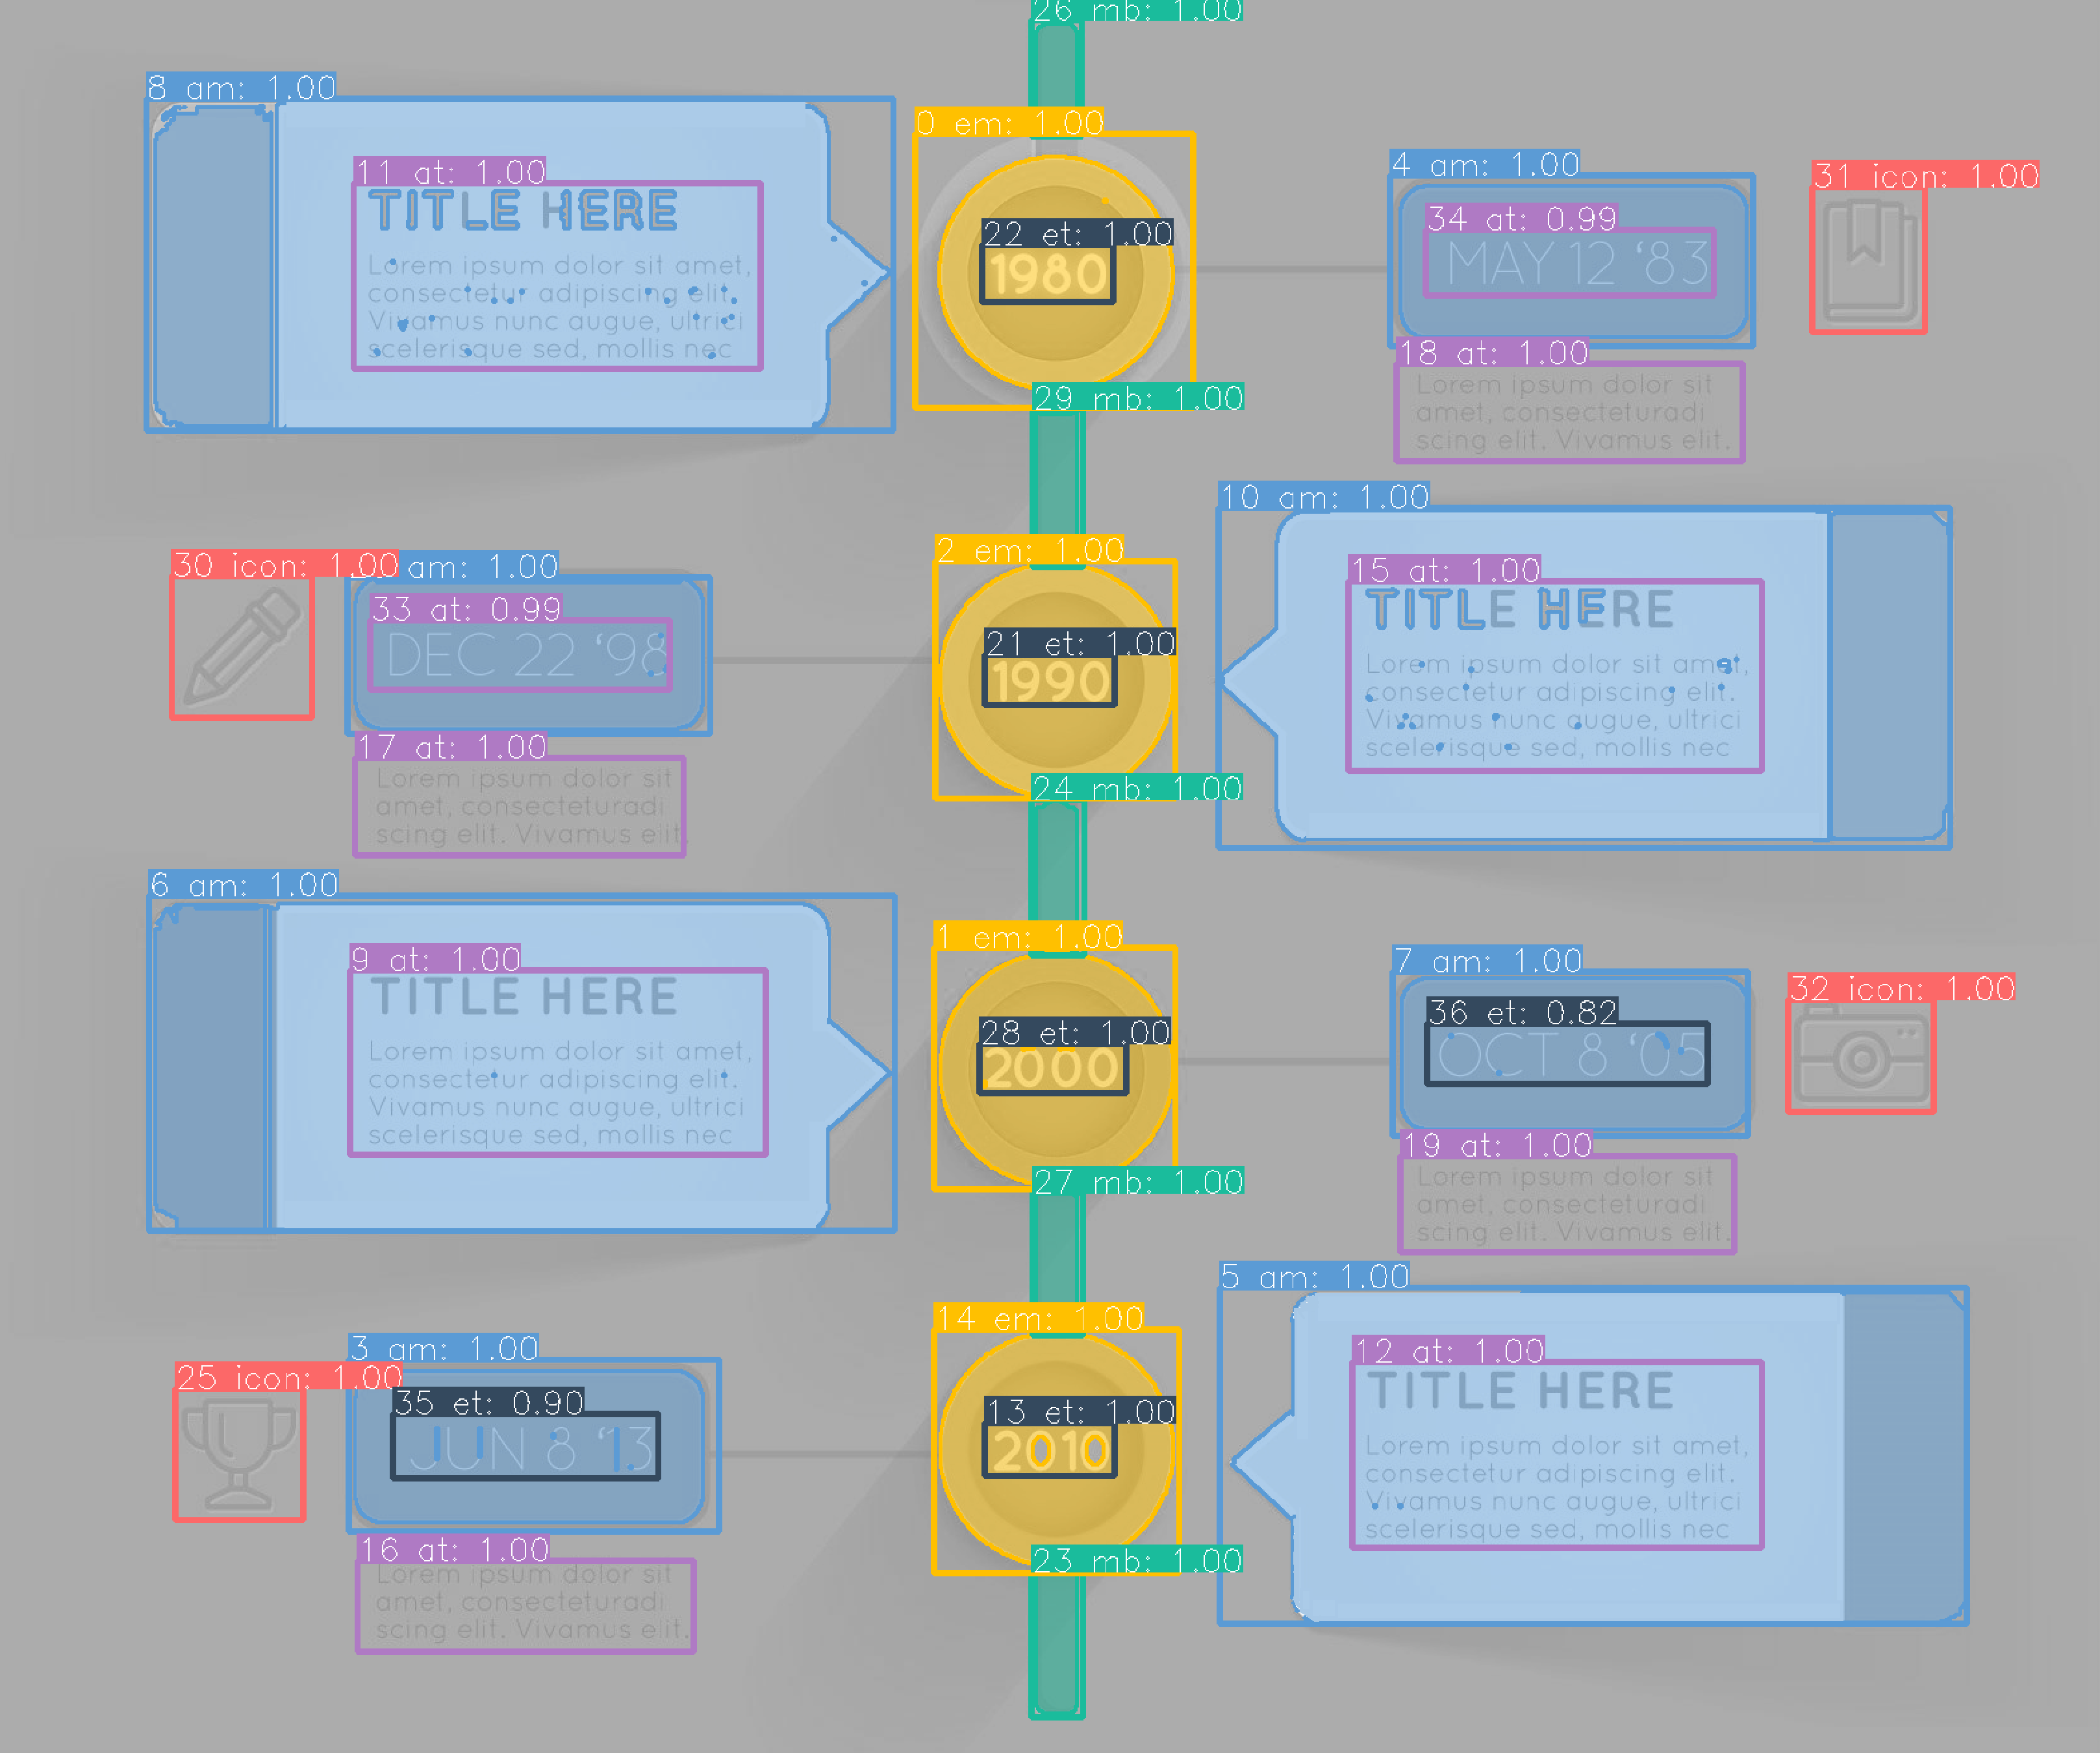 26 mb: 1.00
8 am: 1.00
11 at: 1.00
TITLE HERE
Lorem ipsum dolor sit amet,
consectetur adipiscing elit.
Vivamus nunc augue, ultrici
scelerisque sed, mollis nec
0 em: 1.00
22 et: 1.00
1980
4 am: 1.00
34 at: 0.99
MAY 12 ‘83
31 icon: 1.00
18 at: 1.00
Lorem ipsum dolor sit
amet, consecteturadi
scing elit. Vivamus elit.
29 mb: 1.00
30 icon: 1.00
am: 1.00
33 at: 0.99
DEC 22 ‘98
17 at: 1.00
Lorem ipsum dolor sit
amet, consecteturadi
scing elit. Vivamus elit.
2 em: 1.00
21 et: 1.00
1990
10 am: 1.00
15 at: 1.00
TITLE HERE
Lorem ipsum dolor sit amet,
consectetur adipiscing elit.
Vivamus nunc augue, ultrici
scelerisque sed, mollis nec
24 mb: 1.00
6 am: 1.00
9 at: 1.00
TITLE HERE
Lorem ipsum dolor sit amet,
consectetur adipiscing elit.
Vivamus nunc augue, ultrici
scelerisque sed, mollis nec
1 em: 1.00
28 et: 1.00
2000
7 am: 1.00
36 et: 0.82
OCT 8 ‘05
32 icon: 1.00
19 at: 1.00
Lorem ipsum dolor sit
amet, consecteturadi
scing elit. Vivamus elit.
27 mb: 1.00
25 icon: 1.00
3 am: 1.00
35 et: 0.90
JUN 8 ‘13
16 at: 1.00
Lorem ipsum dolor sit
amet, consecteturadi
scing elit. Vivamus elit.
14 em: 1.00
13 et: 1.00
2010
5 am: 1.00
12 at: 1.00
TITLE HERE
Lorem ipsum dolor sit amet,
consectetur adipiscing elit.
Vivamus nunc augue, ultrici
scelerisque sed, mollis nec
23 mb: 1.00